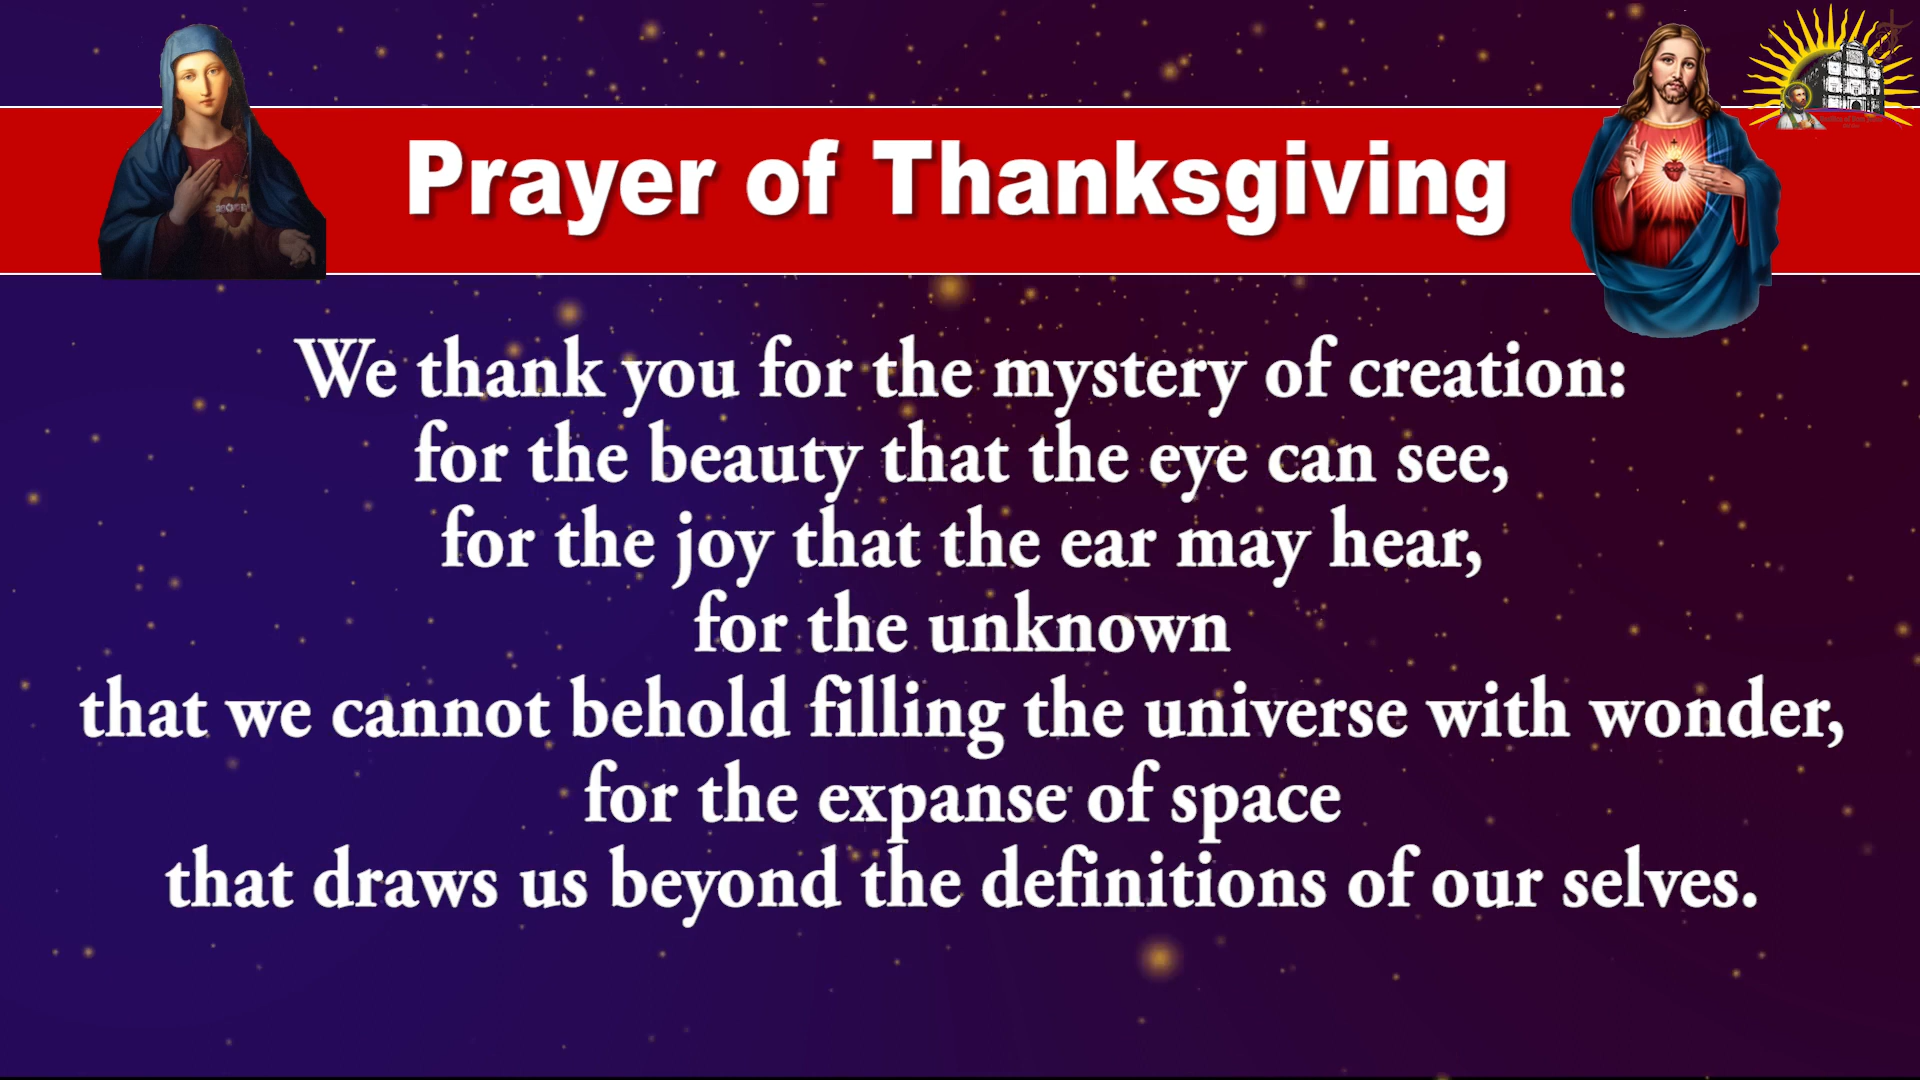 Prayer of Thanksgiving
We thank you for the mystery of creation:
for the beauty that the eye can see,
for the joy that the ear may hear,
for the unknown
that we cannot behold filling the universe with wonder,
for the expanse of space
that draws us beyond the definitions of our selves.